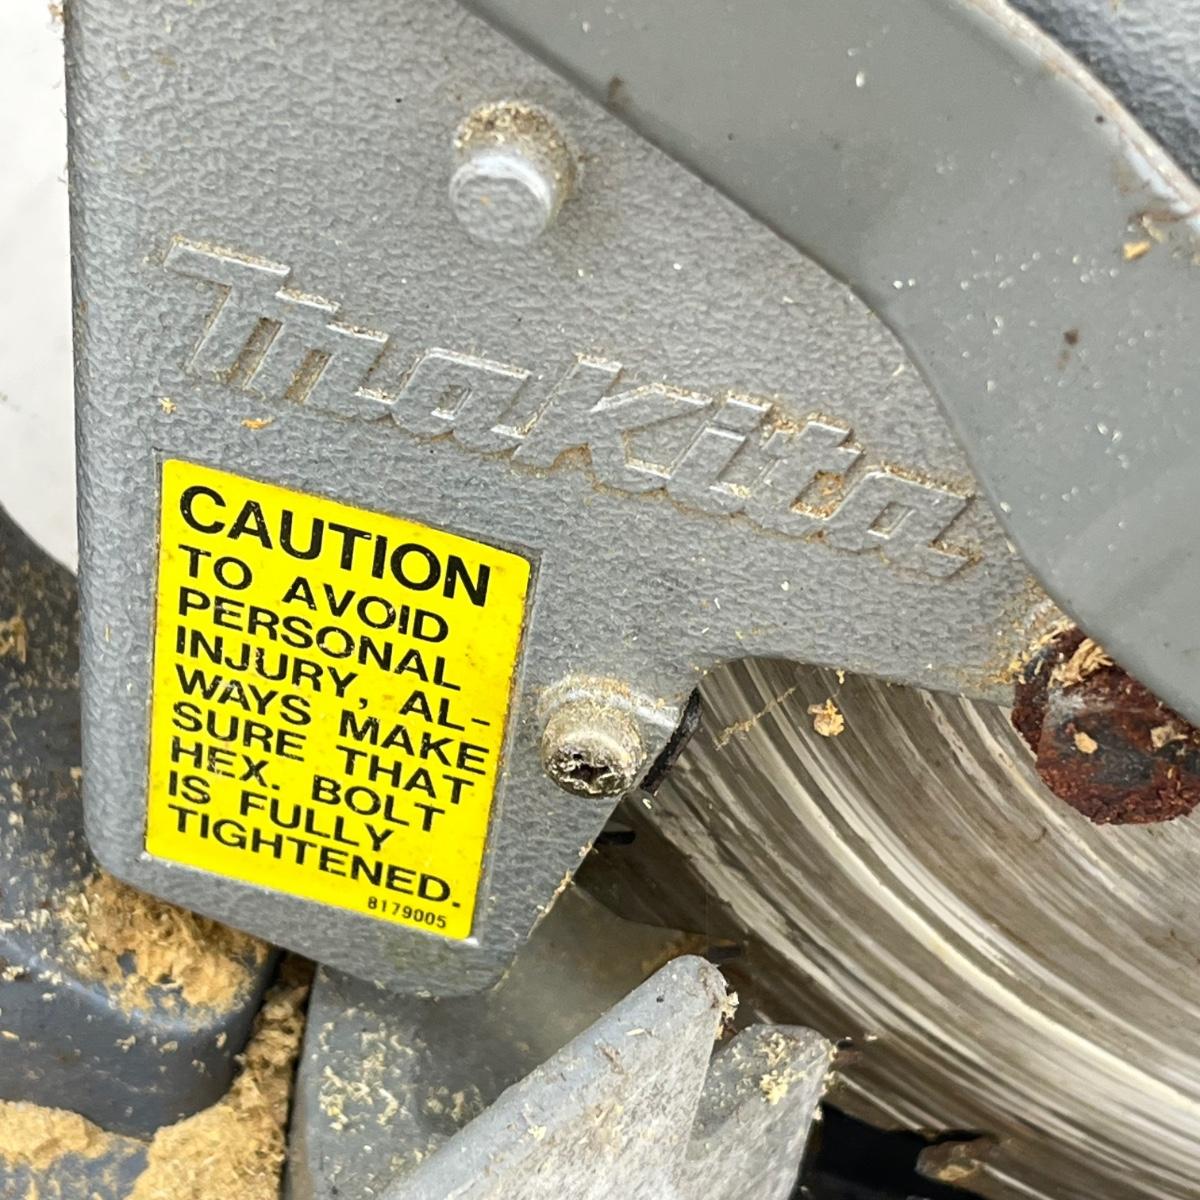 makita
CAUTION
TO AVOID
PERSONAL
INJURY, AL-
WAYS MAKE
SURE THAT
HEX. BOLT
IS FULLY
TIGHTENED.
8179005